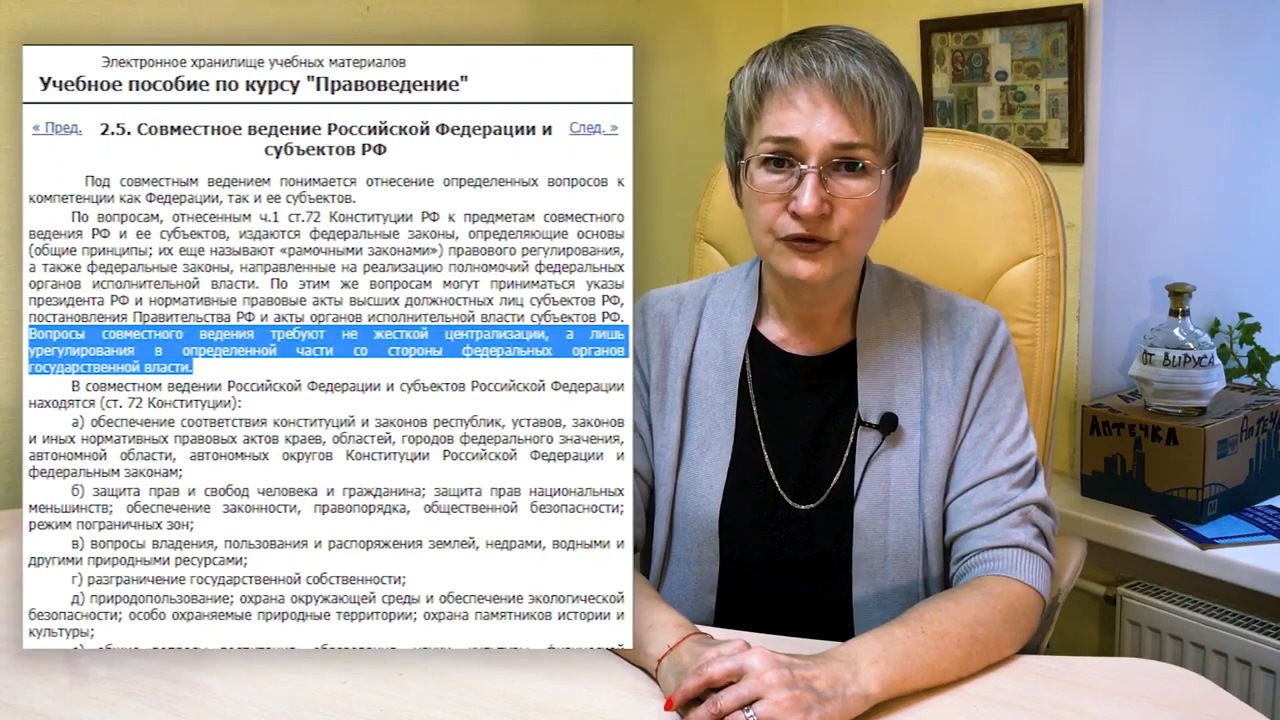 Электронное хранилище учебных материалов
Учебное пособие по курсу "Правоведение"
« Пред.
2.5. Совместное ведение Российской Федерации и
субъектов РФ
След. »
Под совместным ведением понимается отнесение определенных вопросов к
компетенции как Федерации, так и ее субъектов.
По вопросам, отнесенным ч.1 ст.72 Конституции РФ к предметам совместного
ведения РФ и ее субъектов, издаются федеральные законы, определяющие основы
(общие принципы; их еще называют «рамочными законами») правового регулирования,
а также федеральные законы, направленные на реализацию полномочий федеральных
органов исполнительной власти. По этим же вопросам могут приниматься указы
президента РФ и нормативные правовые акты высших должностных лиц субъектов РФ,
постановления Правительства РФ и акты органов исполнительной власти субъектов РФ.
Вопросы совместного ведения требуют не жесткой централизации, а лишь
урегулирования в определенной части со стороны федеральных органов
государственной власти.
В совместном ведении Российской Федерации и субъектов Российской Федерации
находятся (ст. 72 Конституции):
а) обеспечение соответствия конституций и законов республик, уставов, законов
и иных нормативных правовых актов краев, областей, городов федерального значения,
автономной области, автономных округов Конституции Российской Федерации и
федеральным законам;
б) защита прав и свобод человека и гражданина; защита прав национальных
меньшинств; обеспечение законности, правопорядка, общественной безопасности;
режим пограничных зон;
в) вопросы владения, пользования и распоряжения землей, недрами, водными и
другими природными ресурсами;
г) разграничение государственной собственности;
д) природопользование; охрана окружающей среды и обеспечение экологической
безопасности; особо охраняемые природные территории; охрана памятников истории и
культуры;
ОТ ВИРУСА
АПТЕЧКА